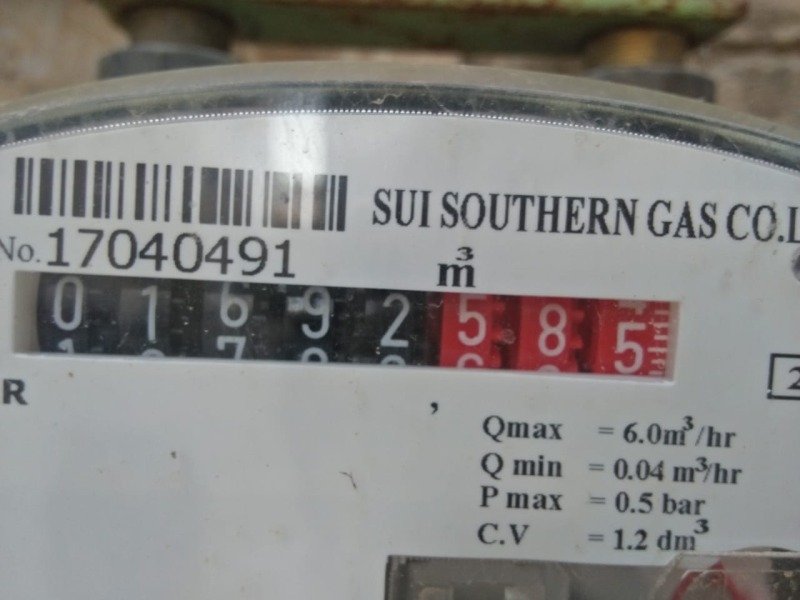 SUI SOUTHERN GAS CO.L
No. 17040491
m³
01692585
R
,
Qmax = 6.0m³/hr
Q min = 0.04 m³/hr
P max = 0.5 bar
C.V = 1.2 dm³
2